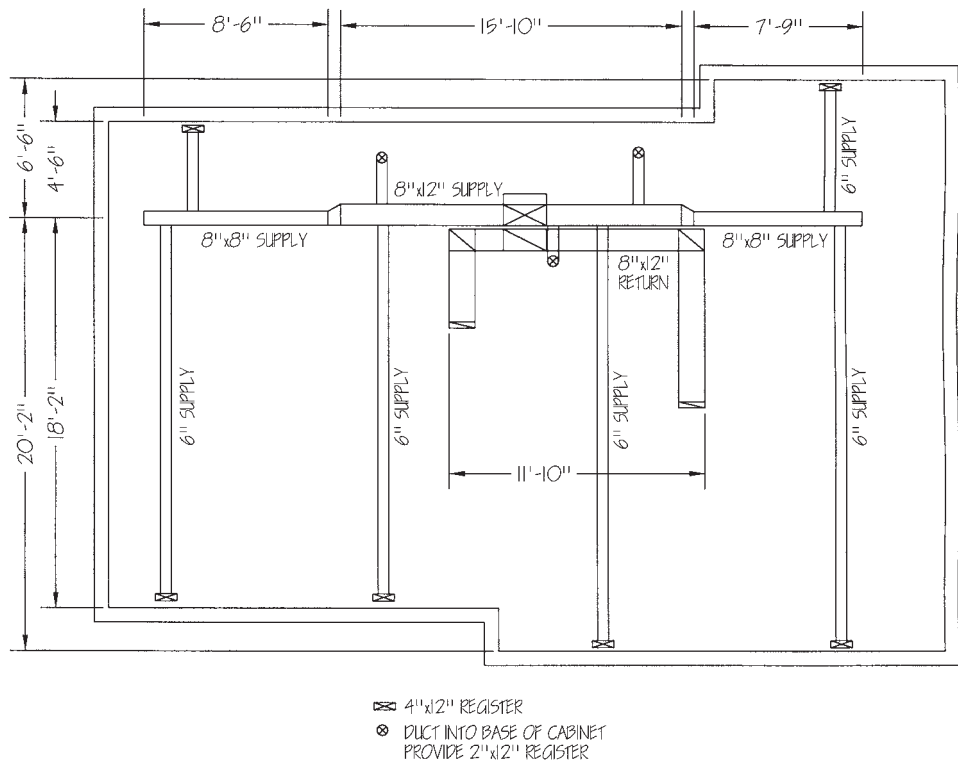 8'-6"
15'-10"
7'-9"
6'-6"
4'-6"
6" SUPPLY
8"x12" SUPPLY
8"x8" SUPPLY
8"x8" SUPPLY
8"x12"
RETURN
6" SUPPLY
6" SUPPLY
6" SUPPLY
6" SUPPLY
20'-2"
18'-2"
11'-10"
4"x12" REGISTER
DUCT INTO BASE OF CABINET
PROVIDE 2"x12" REGISTER